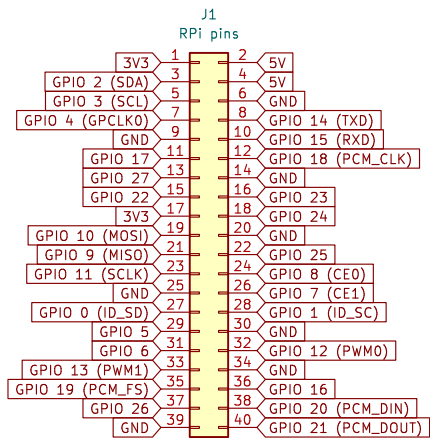 J1
RPi pins
3V3 1 2 5V
GPIO 2 (SDA) 3 4 5V
GPIO 3 (SCL) 5 6 GND
GPIO 4 (GPCLK0) 7 8 GPIO 14 (TXD)
GND 9 10 GPIO 15 (RXD)
GPIO 17 11 12 GPIO 18 (PCM_CLK)
GPIO 27 13 14 GND
GPIO 22 15 16 GPIO 23
3V3 17 18 GPIO 24
GPIO 10 (MOSI) 19 20 GND
GPIO 9 (MISO) 21 22 GPIO 25
GPIO 11 (SCLK) 23 24 GPIO 8 (CE0)
GND 25 26 GPIO 7 (CE1)
GPIO 0 (ID_SD) 27 28 GPIO 1 (ID_SC)
GPIO 5 29 30 GND
GPIO 6 31 32 GPIO 12 (PWM0)
GPIO 13 (PWM1) 33 34 GND
GPIO 19 (PCM_FS) 35 36 GPIO 16
GPIO 26 37 38 GPIO 20 (PCM_DIN)
GND 39 40 GPIO 21 (PCM_DOUT)